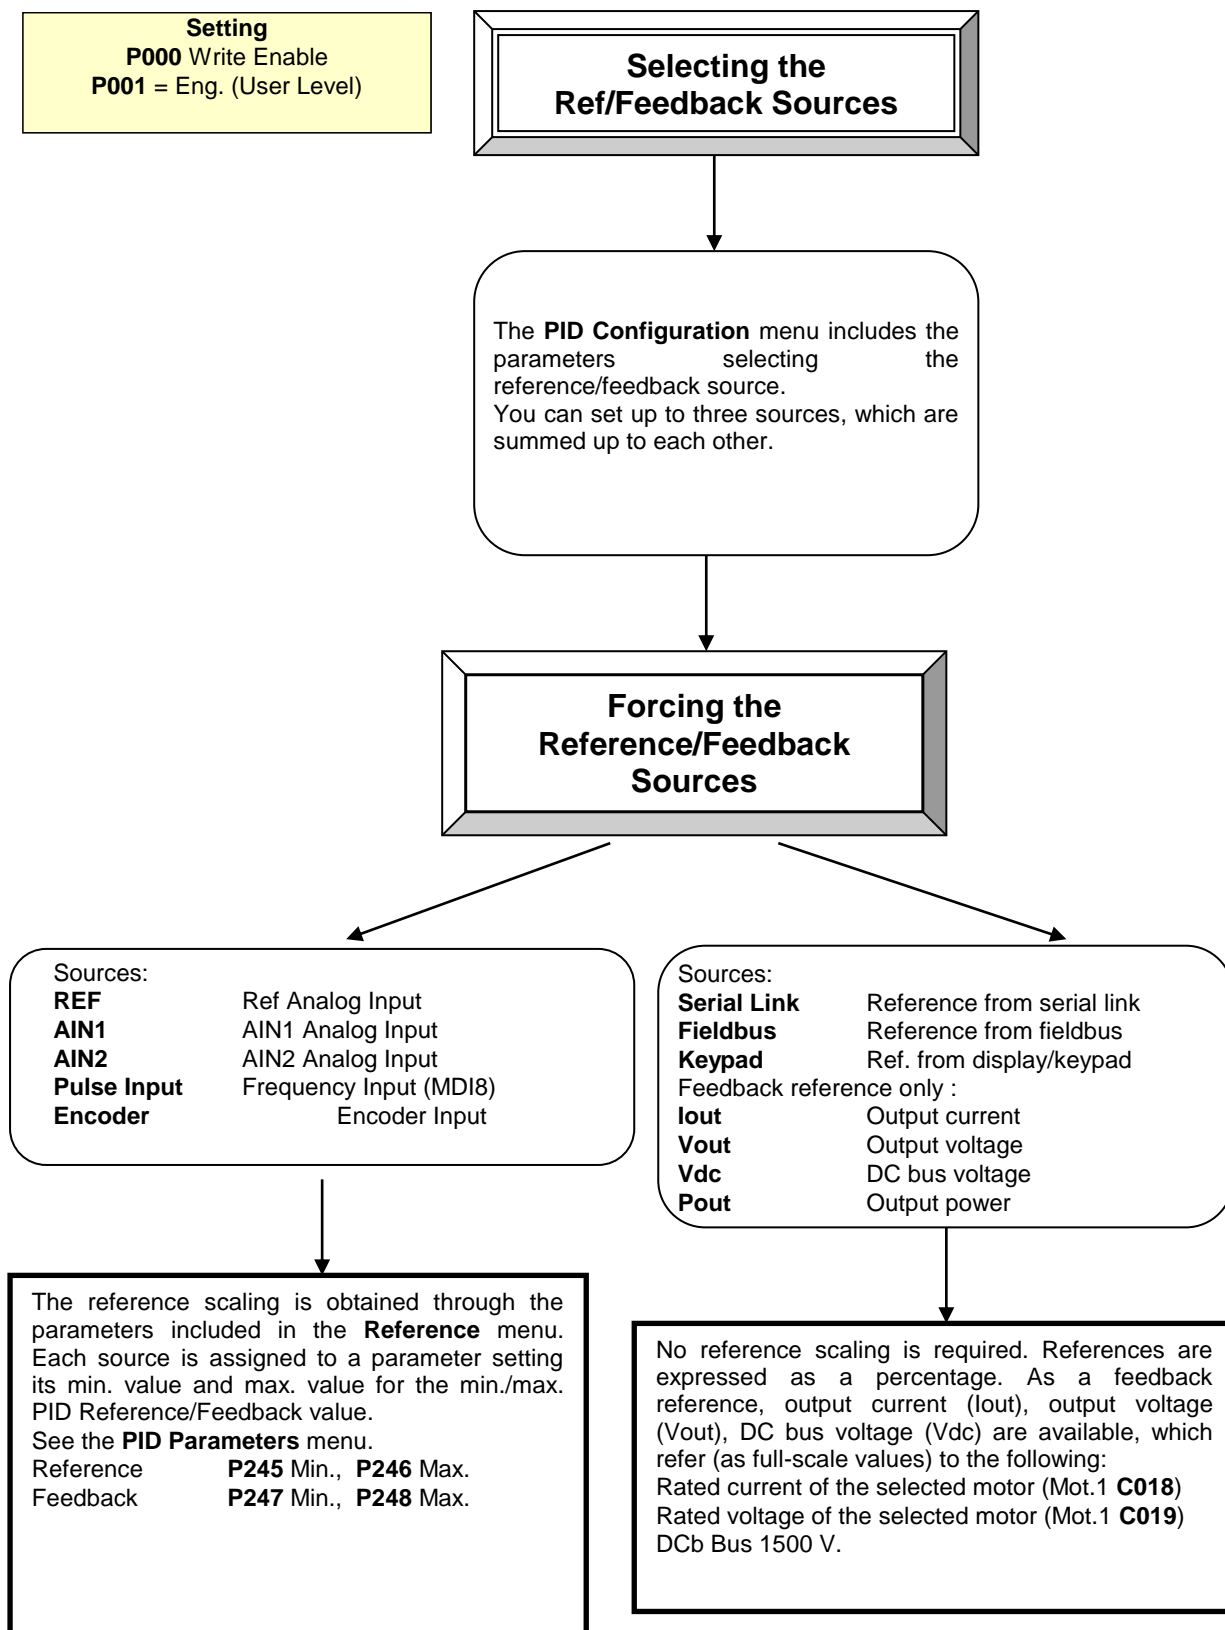 Setting
P000 Write Enable
P001 = Eng. (User Level)
Selecting the
Ref/Feedback Sources
The PID Configuration menu includes the
parameters selecting the
reference/feedback source.
You can set up to three sources, which are
summed up to each other.
Forcing the
Reference/Feedback
Sources
Sources:
REF Ref Analog Input
AIN1 AIN1 Analog Input
AIN2 AIN2 Analog Input
Pulse Input Frequency Input (MDI8)
Encoder Encoder Input
Sources:
Serial Link Reference from serial link
Fieldbus Reference from fieldbus
Keypad Ref. from display/keypad
Feedback reference only :
Iout Output current
Vout Output voltage
Vdc DC bus voltage
Pout Output power
The reference scaling is obtained through the
parameters included in the Reference menu.
Each source is assigned to a parameter setting
its min. value and max. value for the min./max.
PID Reference/Feedback value.
See the PID Parameters menu.
Reference P245 Min., P246 Max.
Feedback P247 Min., P248 Max.
No reference scaling is required. References are
expressed as a percentage. As a feedback
reference, output current (Iout), output voltage
(Vout), DC bus voltage (Vdc) are available, which
refer (as full-scale values) to the following:
Rated current of the selected motor (Mot.1 C018)
Rated voltage of the selected motor (Mot.1 C019)
DCb Bus 1500 V.